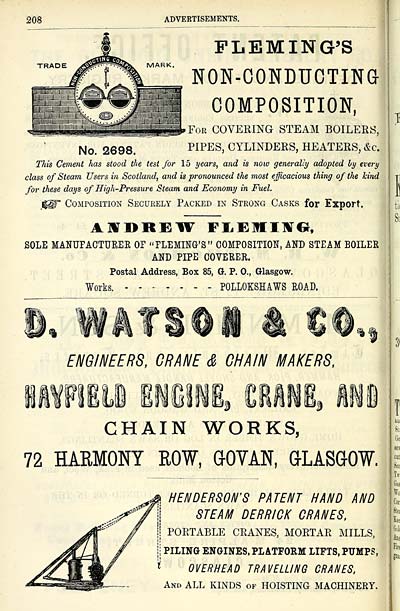 208
ADVERTISEMENTS.
FLEMING'S
TRADE MARK.
NON-CONDUCTING COMPOSITION
NON-CONDUCTING
COMPOSITION,
FOR COVERING STEAM BOILERS,
No. 2698.
PIPES, CYLINDERS, HEATERS, &c.
This Cement has stood the test for 15 years, and is now generally adopted by every
class of Steam Users in Scotland, and is pronounced the most efficacious thing of the kind
for these days of High-Pressure Steam and Economy in Fuel.
☞ COMPOSITION SECURELY PACKED IN STRONG CASKS for Export.
ANDREW FLEMING,
SOLE MANUFACTURER OF "FLEMING'S" COMPOSITION, AND STEAM BOILER
AND PIPE COVERER.
Postal Address, Box 85, G. P. O., Glasgow.
Works. - - - - - - - POLLOKSHAWS ROAD.
D. WATSON & CO.,
ENGINEERS, CRANE & CHAIN MAKERS,
HAYFIELD ENGINE, CRANE, AND
CHAIN WORKS,
72 HARMONY ROW, GOVAN, GLASGOW.
HENDERSON'S PATENT HAND AND
STEAM DERRICK CRANES,
PORTABLE CRANES, MORTAR MILLS,
PILING ENGINES, PLATFORM LIFTS, PUMPS,
OVERHEAD TRAVELLING CRANES,
AND ALL KINDS OF HOISTING MACHINERY.